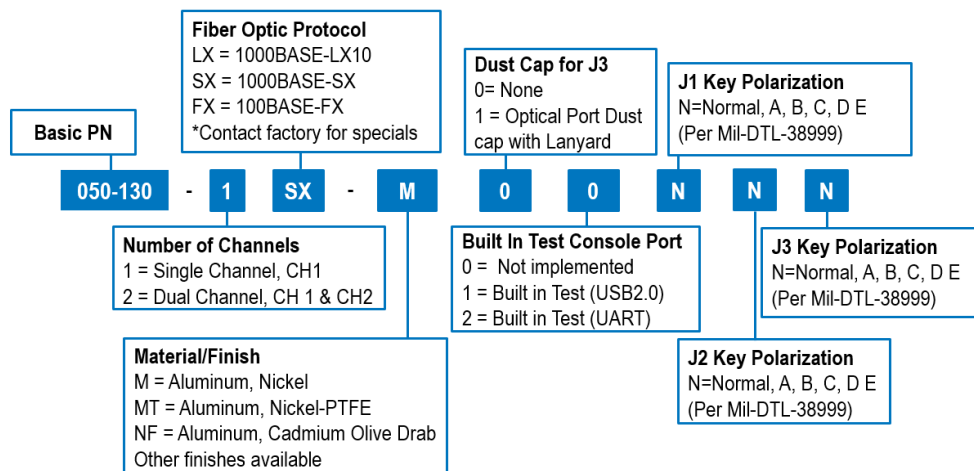 Fiber Optic Protocol
LX = 1000BASE-LX10
SX = 1000BASE-SX
FX = 100BASE-FX
*Contact factory for specials
Dust Cap for J3
0= None
1 = Optical Port Dust
cap with Lanyard
J1 Key Polarization
N=Normal, A, B, C, D E
(Per Mil-DTL-38999)
Basic PN
050-130 - 1 SX - M 0 0 N N N
Number of Channels
1 = Single Channel, CH1
2 = Dual Channel, CH 1 & CH2
Built In Test Console Port
0 = Not implemented
1 = Built in Test (USB2.0)
2 = Built in Test (UART)
J3 Key Polarization
N=Normal, A, B, C, D E
(Per Mil-DTL-38999)
Material/Finish
M = Aluminum, Nickel
MT = Aluminum, Nickel-PTFE
NF = Aluminum, Cadmium Olive Drab
Other finishes available
J2 Key Polarization
N=Normal, A, B, C, D E
(Per Mil-DTL-38999)